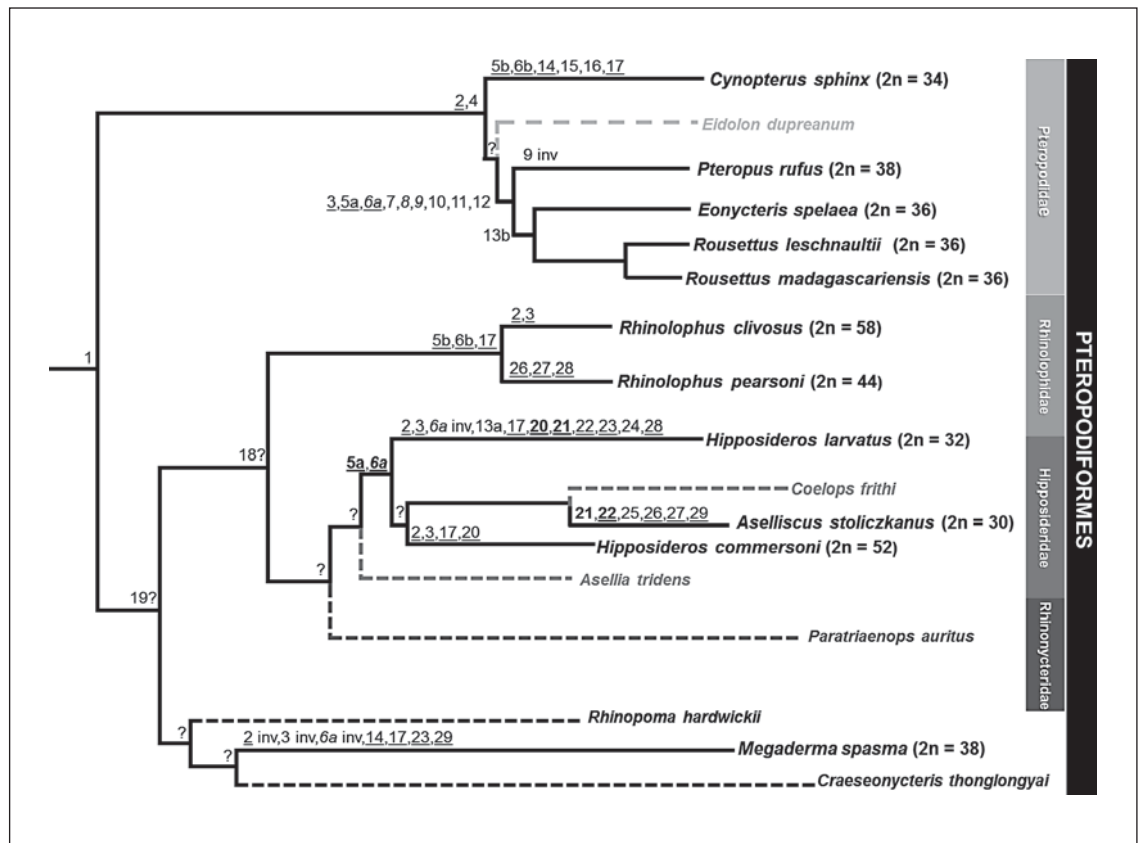 5b,6b,14,15,16,17
Cynopterus sphinx (2n = 34)
2,4
Eidolon dupreanum
?
9 inv
Pteropus rufus (2n = 38)
3,5a,6a,7,8,9,10,11,12
Eonycteris spelaea (2n = 36)
13b
Rousettus leschnaultii (2n = 36)
Rousettus madagascariensis (2n = 36)
2,3
Rhinolophus clivosus (2n = 58)
5b,6b,17
1
26,27,28
Rhinolophus pearsoni (2n = 44)
2,3,6a inv,13a,17,20,21,22,23,24,28
Hipposideros larvatus (2n = 32)
18?
5a,6a
Coelops frithi
?
?
21,22,25,26,27,29
Aselliscus stoliczkanus (2n = 30)
2,3,17,20
Hipposideros commersoni (2n = 52)
?
Asellia tridens
19?
Paratriaenops auritus
Rhinopoma hardwickii
?
2 inv,3 inv,6a inv,14,17,23,29
Megaderma spasma (2n = 38)
?
Craeseonycteris thonglongyai
Pteropodidae
Rhinolophidae
Hipposideridae
Rhinonycteridae
PTEROPODIFORMES